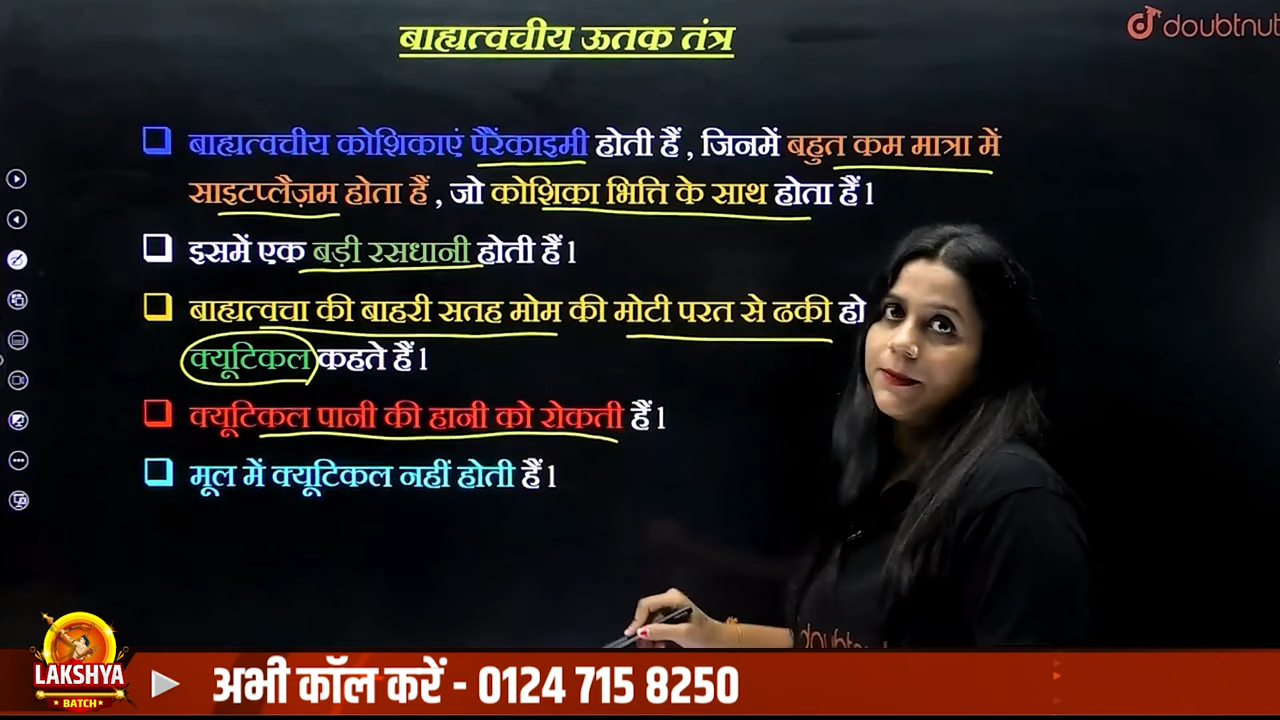 बाह्यत्वचीय ऊतक तंत्र
doubtnut
बाह्यत्वचीय कोशिकाएं पैरेंकाइमी होती हैं , जिनमें बहुत कम मात्रा में
साइटप्लैज़म होता हैं , जो कोशिका भित्ति के साथ होता हैं l
इसमें एक बड़ी रसधानी होती हैं l
बाह्यत्वचा की बाहरी सतह मोम की मोटी परत से ढकी हो
क्यूटिकल कहते हैं l
क्यूटिकल पानी की हानी को रोकती हैं l
मूल में क्यूटिकल नहीं होती हैं l
LAKSHYA
BATCH
अभी कॉल करें - 0124 715 8250